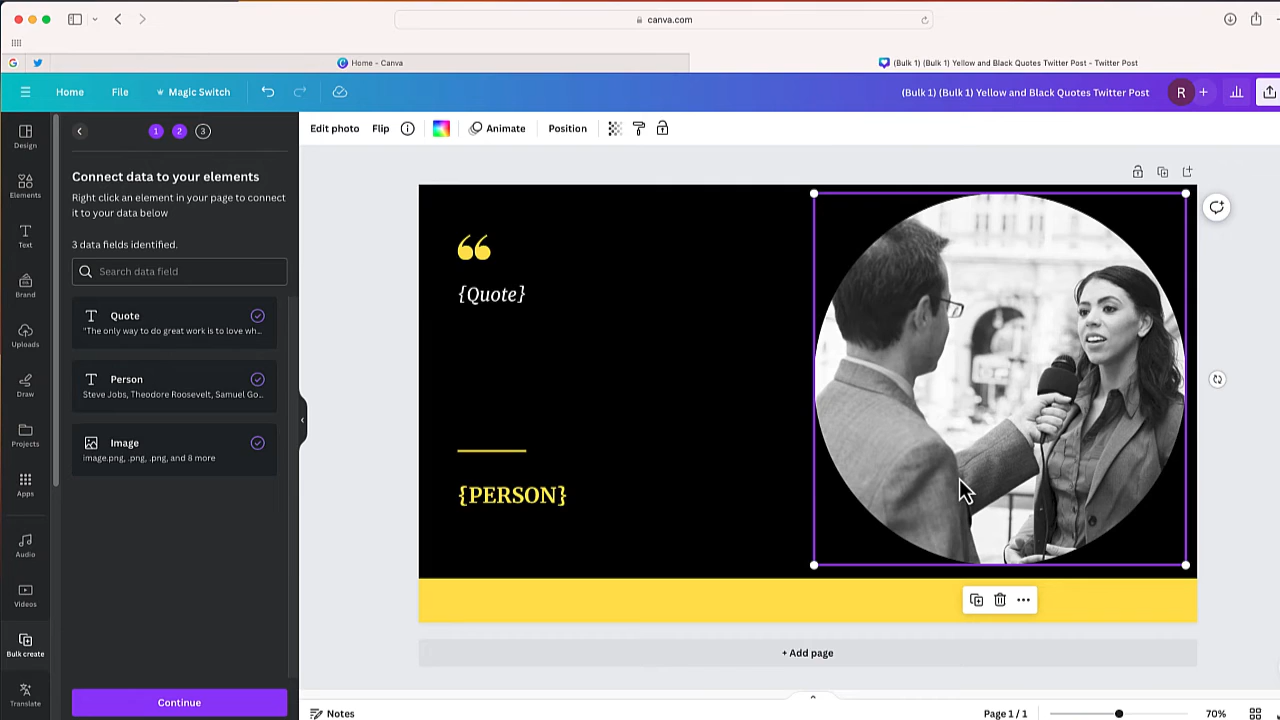 canva.com
Home - Canva
(Bulk 1) (Bulk 1) Yellow and Black Quotes Twitter Post - Twitter Post
Home
File
Magic Switch
(Bulk 1) (Bulk 1) Yellow and Black Quotes Twitter Post
R
+
Design
Elements
Text
Brand
Uploads
Draw
Projects
Apps
Audio
Videos
Bulk create
Translate
1 2 3
Connect data to your elements
Right click an element in your page to connect
it to your data below
3 data fields identified.
Search data field
Quote
"The only way to do great work is to love wh...
Person
Steve Jobs, Theodore Roosevelt, Samuel Go...
Image
image.png, .png, .png, and 8 more
Continue
Edit photo
Flip
Animate
Position
{Quote}
{PERSON}
+ Add page
Notes
Page 1 / 1
70%